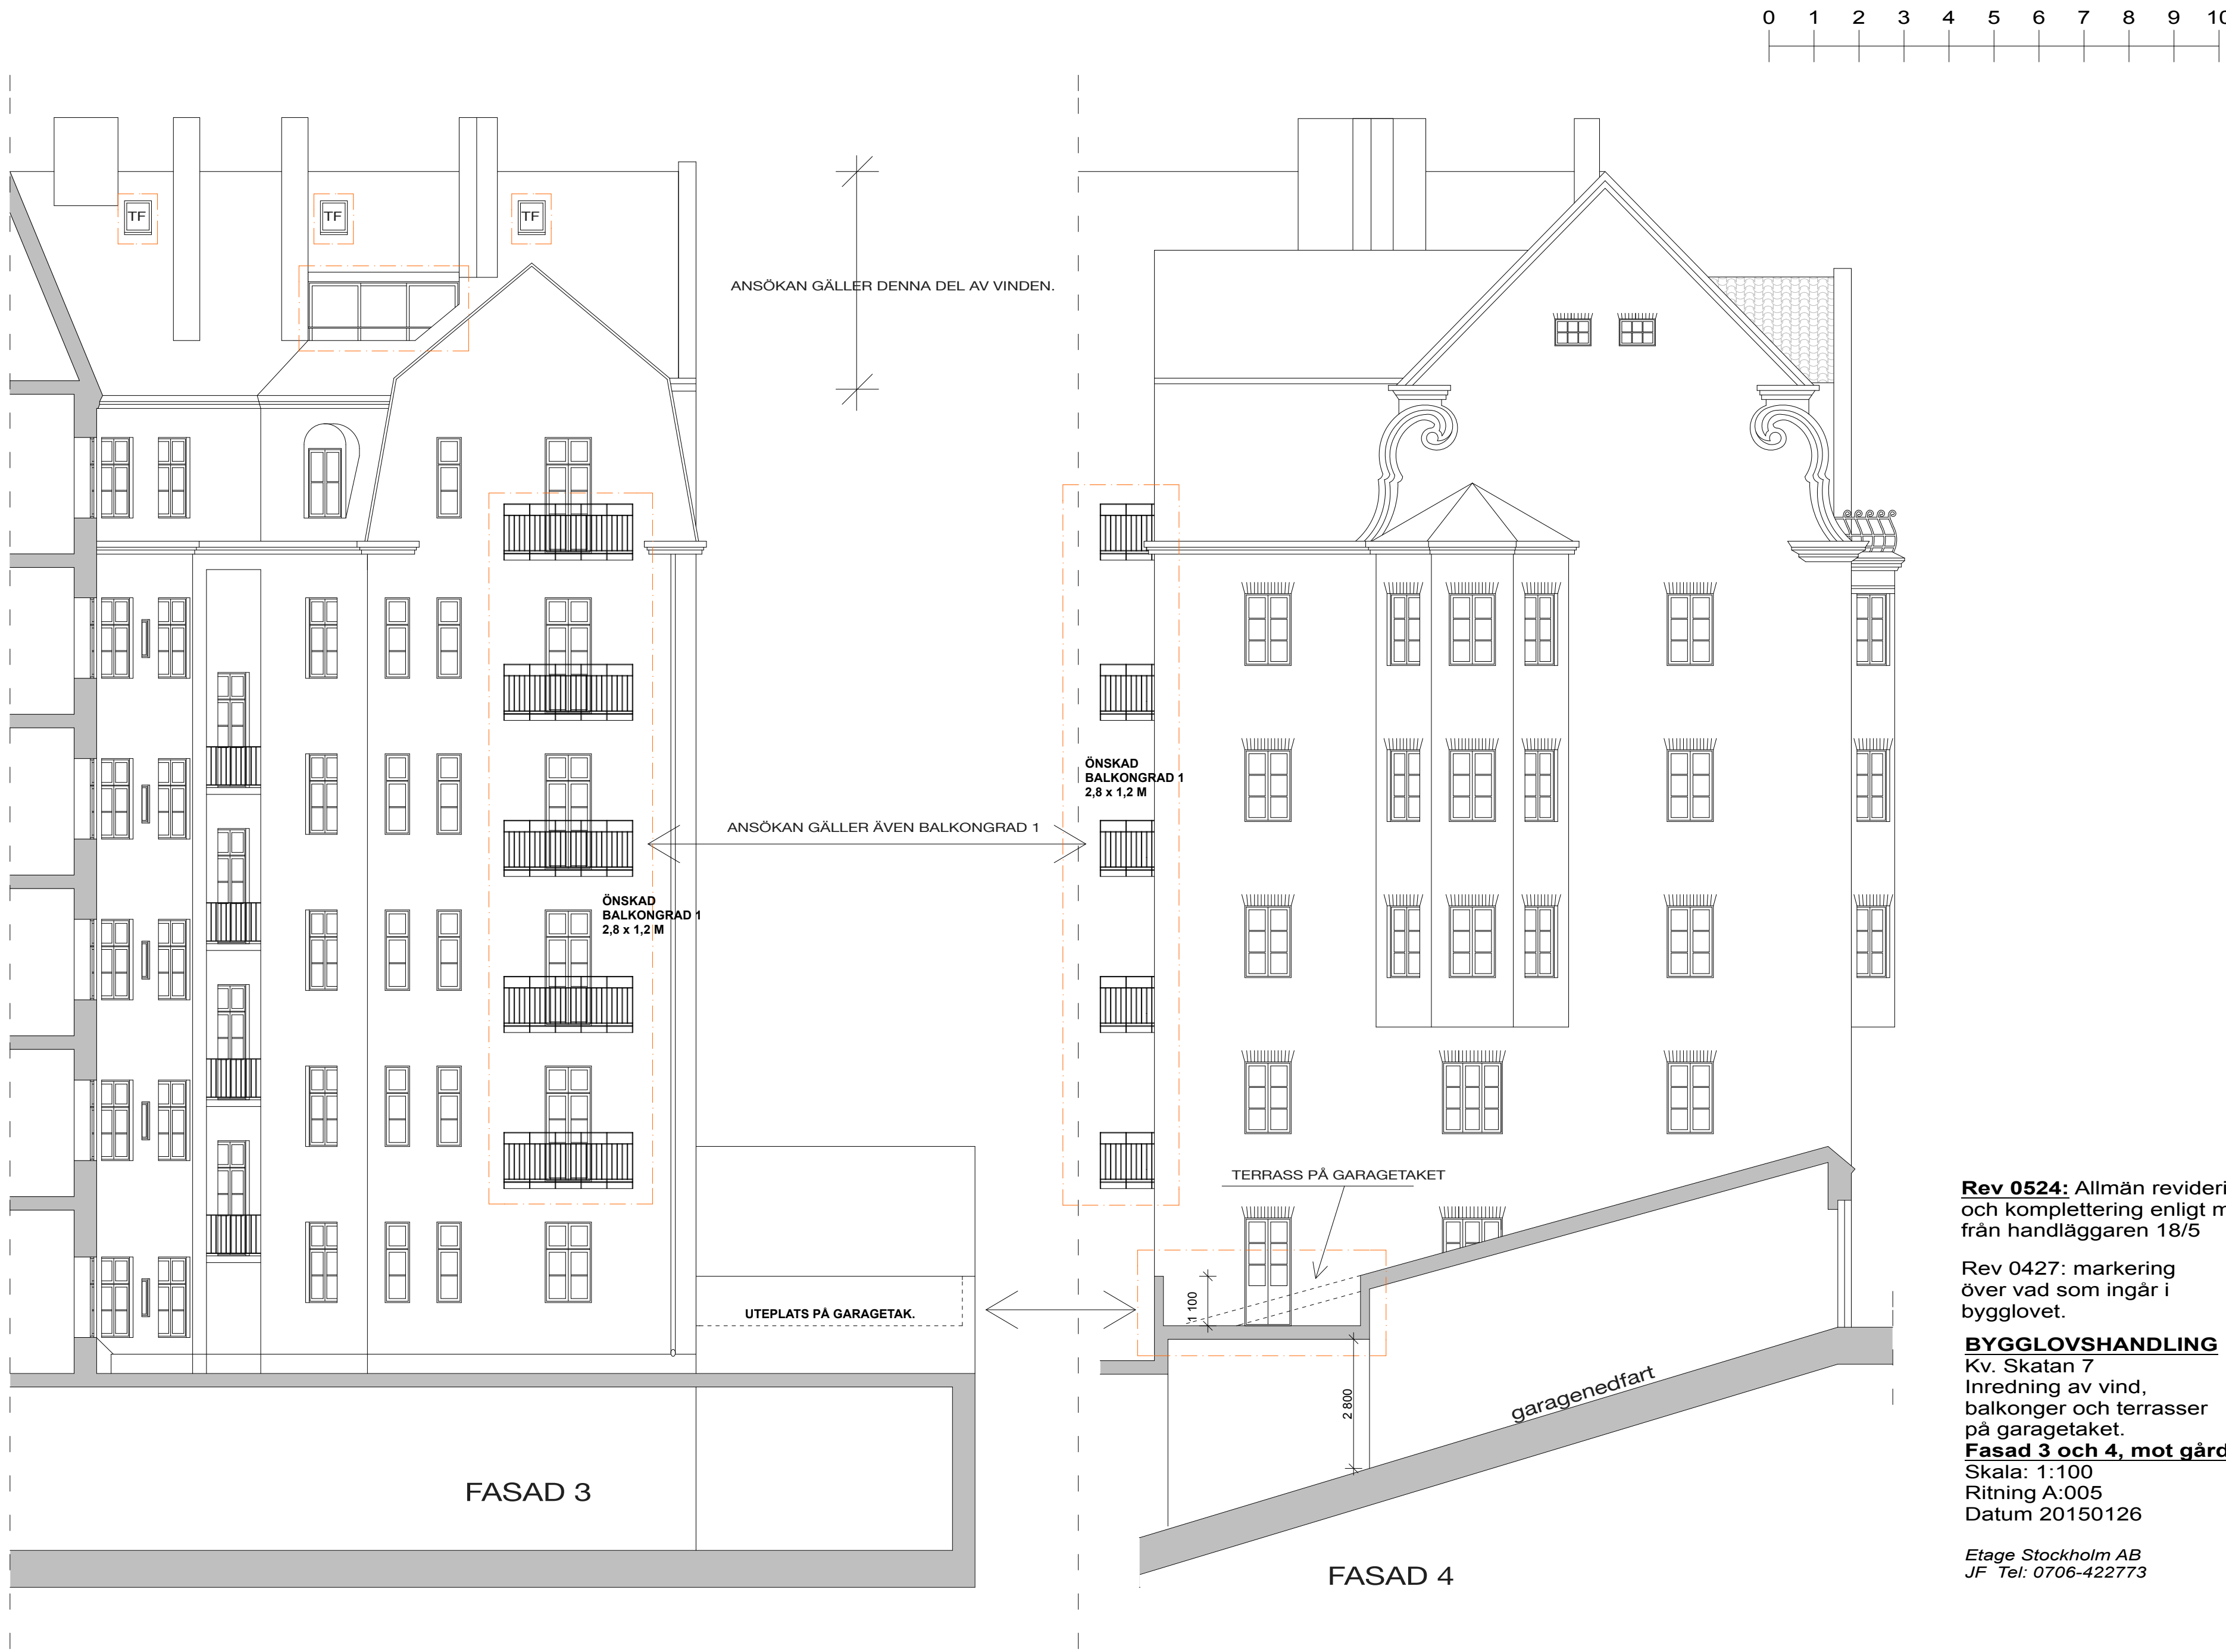 0 1 2 3 4 5 6 7 8 9 10
TF
TF
TF
ANSÖKAN GÄLLER DENNA DEL AV VINDEN.
ÖNSKAD
BALKONGRAD 1
2,8 x 1,2 M
ANSÖKAN GÄLLER ÄVEN BALKONGRAD 1
ÖNSKAD
BALKONGRAD 1
2,8 x 1,2 M
TERRASS PÅ GARAGETAKET
1 100
UTEPLATS PÅ GARAGETAK.
2 800
garagenedfart
FASAD 3
FASAD 4
Rev 0524: Allmän revideri
och komplettering enligt m
från handläggaren 18/5
Rev 0427: markering
över vad som ingår i
bygglovet.
BYGGLOVSHANDLING
Kv. Skatan 7
Inredning av vind,
balkonger och terrasser
på garagetaket.
Fasad 3 och 4, mot gård
Skala: 1:100
Ritning A:005
Datum 20150126
Etage Stockholm AB
JF Tel: 0706-422773